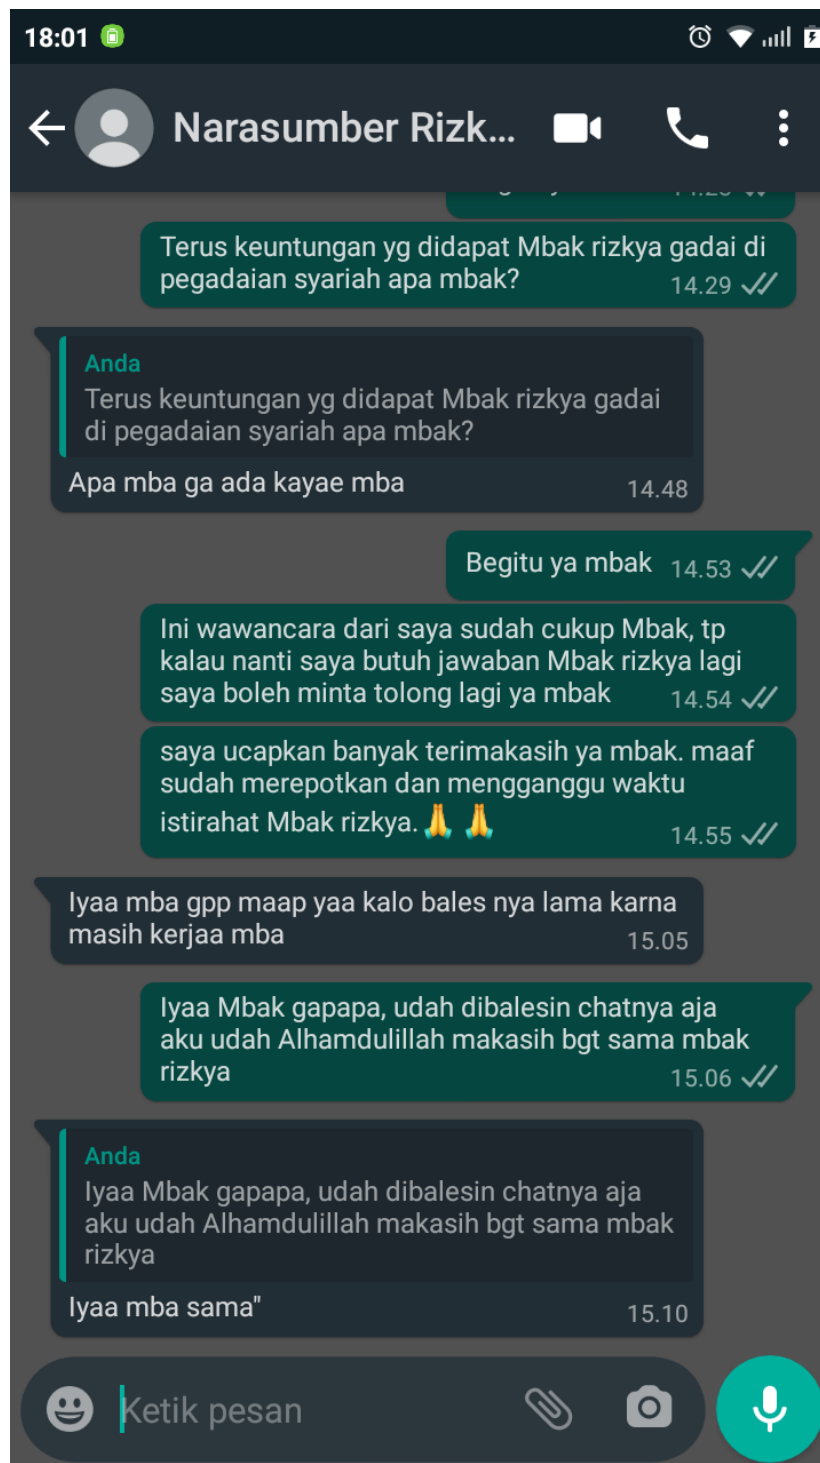 18:01
Narasumber Rizk...
Terus keuntungan yg didapat Mbak rizkya gadai di
pegadaian syariah apa mbak?
14.29
Anda
Terus keuntungan yg didapat Mbak rizkya gadai
di pegadaian syariah apa mbak?
Apa mba ga ada kayae mba
14.48
Begitu ya mbak 14.53
Ini wawancara dari saya sudah cukup Mbak, tp
kalau nanti saya butuh jawaban Mbak rizkya lagi
saya boleh minta tolong lagi ya mbak 14.54
saya ucapkan banyak terimakasih ya mbak. maaf
sudah merepotkan dan mengganggu waktu
istirahat Mbak rizkya.🙏 🙏
14.55
Iyaa mba gpp maap yaa kalo bales nya lama karna
masih kerjaa mba 15.05
Iyaa Mbak gapapa, udah dibalesin chatnya aja
aku udah Alhamdulillah makasih bgt sama mbak
rizkya 15.06
Anda
Iyaa Mbak gapapa, udah dibalesin chatnya aja
aku udah Alhamdulillah makasih bgt sama mbak
rizkya
Iyaa mba sama" 15.10
Ketik pesan